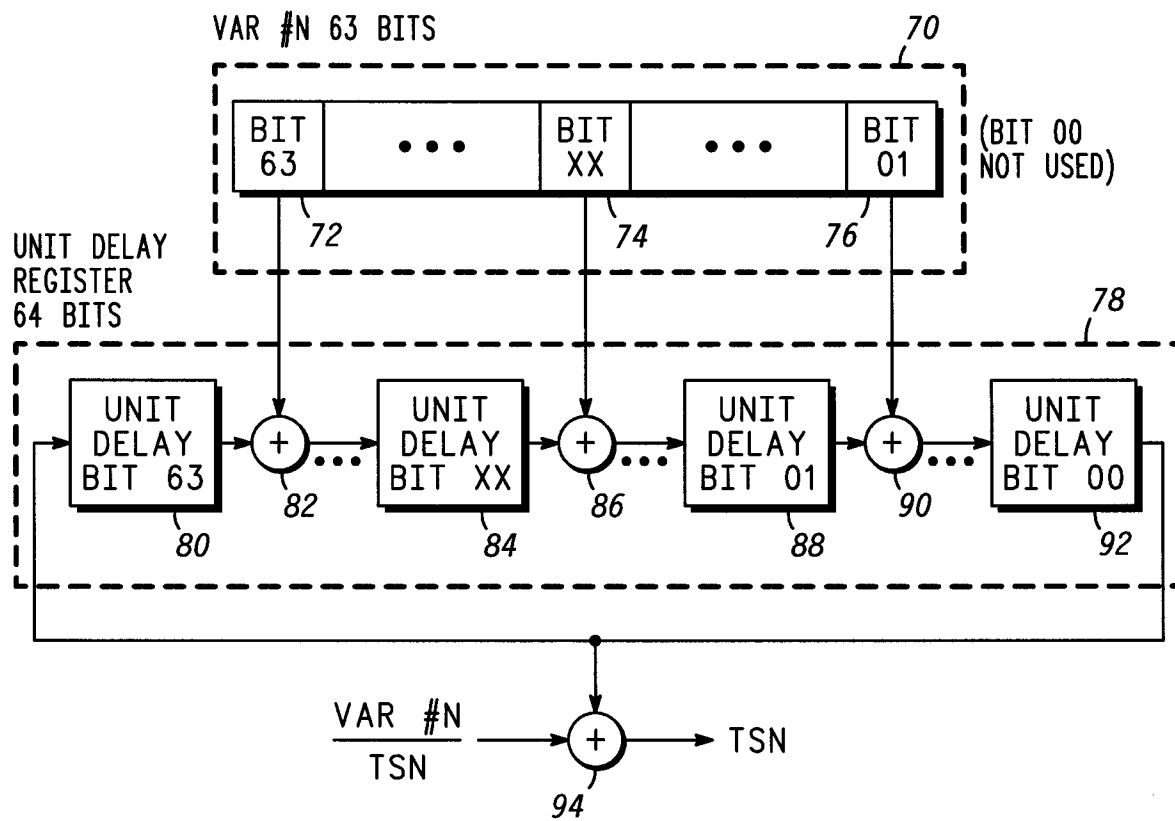 VAR #N 63 BITS
70
BIT 63
•••
BIT XX
•••
BIT 01
(BIT 00
NOT USED)
72
74
76
UNIT DELAY
REGISTER
64 BITS
78
UNIT
DELAY
BIT 63
+
•••
UNIT
DELAY
BIT XX
+
•••
UNIT
DELAY
BIT 01
+
•••
UNIT
DELAY
BIT 00
80
82
84
86
88
90
92
VAR #N
TSN
+
TSN
94